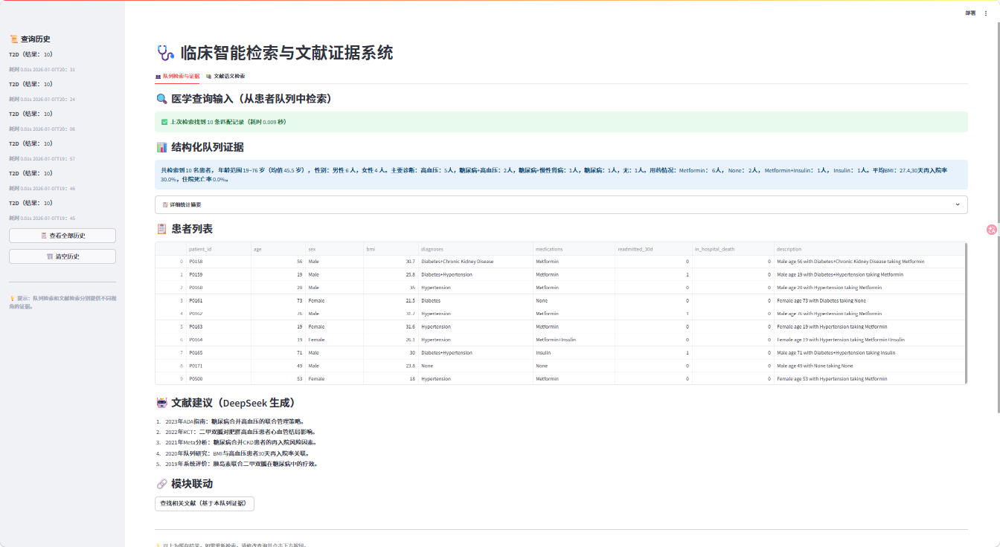 部署
查询历史
T2D（结果： 10）
耗时 0.01s 2026-07-07T20：31
T2D（结果： 10）
耗时 0.01s 2026-07-07T20：24
T2D（结果： 10）
耗时 0.01s 2026-07-07T20：06
T2D（结果： 10）
耗时 0.01s 2026-07-07T19：57
T2D（结果： 10）
耗时 0.01s 2026-07-07T19：46
T2D（结果： 10）
耗时 0.01s 2026-07-07T19：45
查看全部历史
清空历史
提示：队列检索和文献检索分别提供不同视
角的证据。
临床智能检索与文献证据系统
队列检索与证据 文献语义检索
医学查询输入（从患者队列中检索）
上次检索找到 10 条匹配记录（耗时 0.009 秒）
结构化队列证据
共检索到 10 名患者， 年龄范围 19~76 岁（均值 45.5 岁）， 性别：男性 6 人，女性 4 人。主要诊断：高血压：5人，糖尿病+高血压：2人，糖尿病+慢性肾病：1人，糖尿病：1人，无：1人。用药情况：Metformin： 6人， None： 2人， Metformin+Insulin： 1人， Insulin： 1人。平均BMI：27.4,30天再入院率
30.0%，住院死亡率 0.0%。
详细统计摘要
患者列表
patient_id age sex bmi diagnoses medications readmitted_30d in_hospital_death description
0 P0158 56 Male 30.7 Diabetes+Chronic Kidney Disease Metformin 0 0 Male age 56 with Diabetes+Chronic Kidney Disease taking Metformin
1 P0159 19 Male 25.8 Diabetes+Hypertension Metformin 1 0 Male age 19 with Diabetes+Hypertension taking Metformin
2 P0160 20 Male 35 Hypertension Metformin 0 0 Male age 20 with Hypertension taking Metformin
3 P0161 73 Female 21.5 Diabetes None 0 0 Female age 73 with Diabetes taking None
4 P0162 76 Male 31.7 Hypertension Metformin 1 0 Male age 76 with Hypertension taking Metformin
5 P0163 19 Female 31.6 Hypertension Metformin 0 0 Female age 19 with Hypertension taking Metformin
6 P0164 19 Female 26.1 Hypertension Metformin+Insulin 0 0 Female age 19 with Hypertension taking Metformin+Insulin
7 P0165 71 Male 30 Diabetes+Hypertension Insulin 1 0 Male age 71 with Diabetes+Hypertension taking Insulin
8 P0171 49 Male 23.8 None None 0 0 Male age 49 with None taking None
9 P0500 53 Female 18 Hypertension Metformin 0 0 Female age 53 with Hypertension taking Metformin
文献建议（DeepSeek 生成）
1. 2023年ADA指南：糖尿病合并高血压的联合管理策略。
2. 2022年RCT：二甲双胍对肥胖高血压患者心血管结局影响。
3. 2021年Meta分析：糖尿病合并CKD患者的再入院风险因素。
4. 2020年队列研究：BMI与高血压患者30天再入院率关联。
5. 2019年系统评价：胰岛素联合二甲双胍在糖尿病中的疗效。
模块联动
查找相关文献（基于本队列证据）
以上为缓存结果，如需重新检索，请修改查询并点击下方按钮。